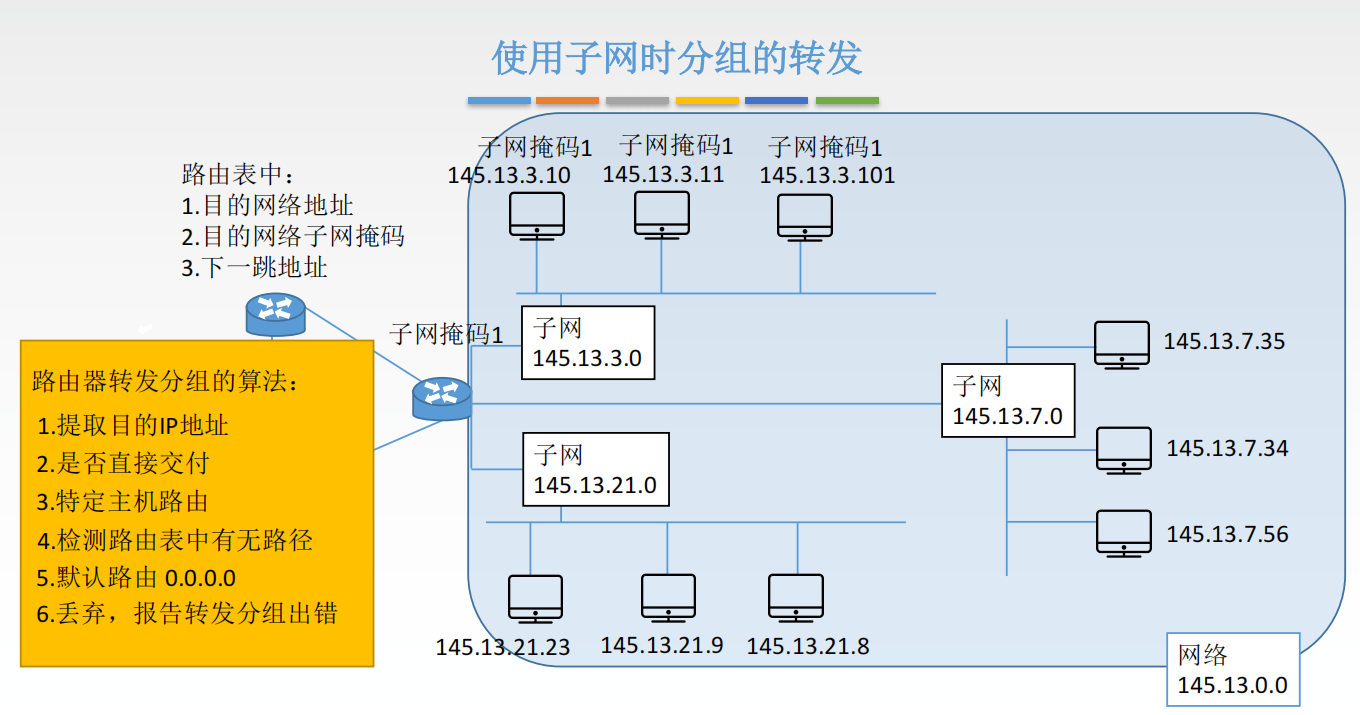 使用子网时分组的转发
路由表中：
1.目的网络地址
2.目的网络子网掩码
3.下一跳地址
子网掩码1
145.13.3.10
子网掩码1
145.13.3.11
子网掩码1
145.13.3.101
子网掩码1
子网
145.13.3.0
子网
145.13.7.0
145.13.7.35
145.13.7.34
145.13.7.56
子网
145.13.21.0
145.13.21.23
145.13.21.9
145.13.21.8
路由器转发分组的算法：
1.提取目的IP地址
2.是否直接交付
3.特定主机路由
4.检测路由表中有无路径
5.默认路由 0.0.0.0
6.丢弃，报告转发分组出错
网络
145.13.0.0